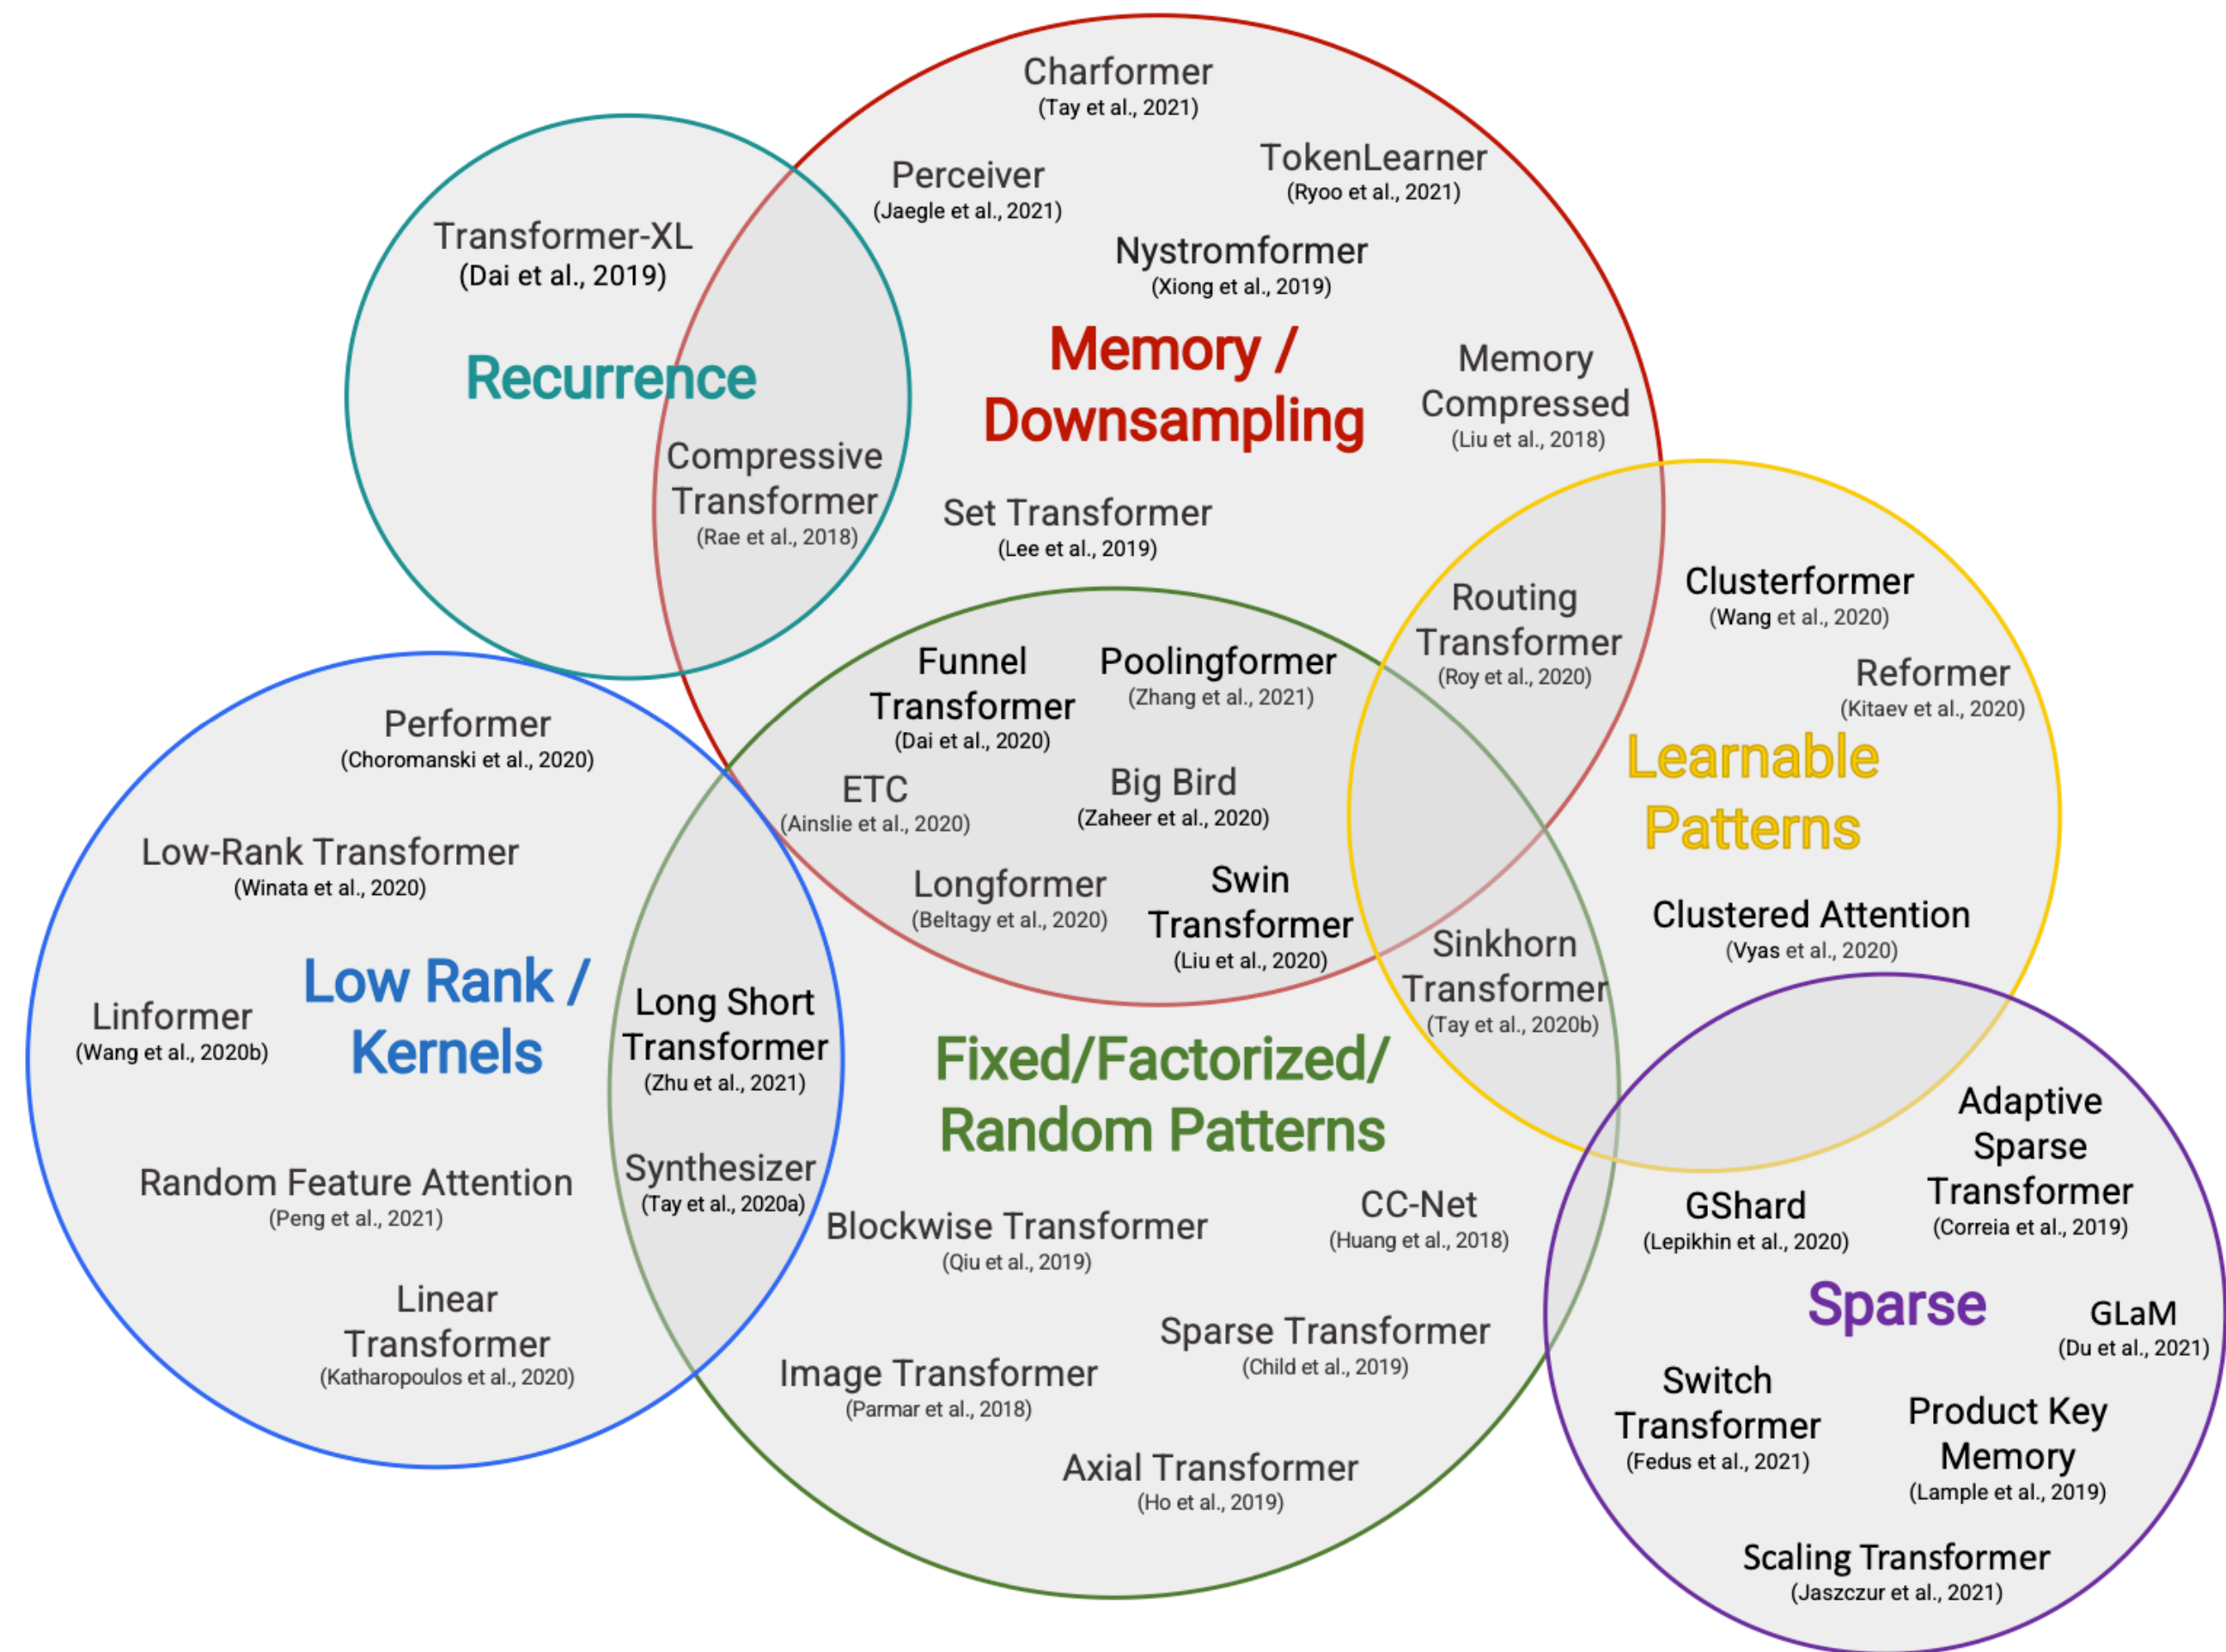 Charformer
(Tay et al., 2021)
TokenLearner
(Ryoo et al., 2021)
Perceiver
(Jaegle et al., 2021)
Nystromformer
(Xiong et al., 2019)
Memory /
Downsampling
Memory
Compressed
(Liu et al., 2018)
Set Transformer
(Lee et al., 2019)
Transformer-XL
(Dai et al., 2019)
Recurrence
Compressive
Transformer
(Rae et al., 2018)
Funnel
Transformer
(Dai et al., 2020)
Poolingformer
(Zhang et al., 2021)
ETC
(Ainslie et al., 2020)
Big Bird
(Zaheer et al., 2020)
Longformer
(Beltagy et al., 2020)
Swin
Transformer
(Liu et al., 2020)
Routing
Transformer
(Roy et al., 2020)
Clusterformer
(Wang et al., 2020)
Reformer
(Kitaev et al., 2020)
Learnable
Patterns
Clustered Attention
(Vyas et al., 2020)
Sinkhorn
Transformer
(Tay et al., 2020b)
Performer
(Choromanski et al., 2020)
Low-Rank Transformer
(Winata et al., 2020)
Low Rank /
Kernels
Linformer
(Wang et al., 2020b)
Random Feature Attention
(Peng et al., 2021)
Linear
Transformer
(Katharopoulos et al., 2020)
Long Short
Transformer
(Zhu et al., 2021)
Synthesizer
(Tay et al., 2020a)
Fixed/Factorized/
Random Patterns
Blockwise Transformer
(Qiu et al., 2019)
CC-Net
(Huang et al., 2018)
Sparse Transformer
(Child et al., 2019)
Image Transformer
(Parmar et al., 2018)
Axial Transformer
(Ho et al., 2019)
Adaptive
Sparse
Transformer
(Correia et al., 2019)
GShard
(Lepikhin et al., 2020)
Sparse
GLaM
(Du et al., 2021)
Switch
Transformer
(Fedus et al., 2021)
Product Key
Memory
(Lample et al., 2019)
Scaling Transformer
(Jaszczur et al., 2021)